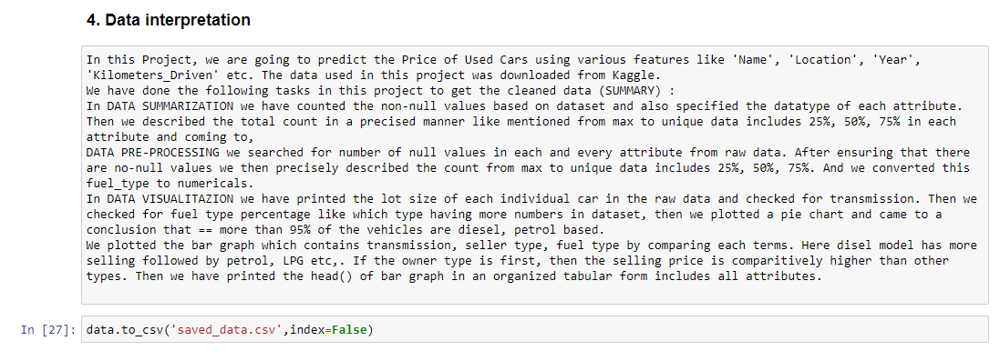 4. Data interpretation
In this Project, we are going to predict the Price of Used Cars using various features like 'Name', 'Location', 'Year',
'Kilometers_Driven' etc. The data used in this project was downloaded from Kaggle.
We have done the following tasks in this project to get the cleaned data (SUMMARY) :
In DATA SUMMARIZATION we have counted the non-null values based on dataset and also specified the datatype of each attribute.
Then we described the total count in a precised manner like mentioned from max to unique data includes 25%, 50%, 75% in each
attribute and coming to,
DATA PRE-PROCESSING we searched for number of null values in each and every attribute from raw data. After ensuring that there
are no-null values we then precisely described the count from max to unique data includes 25%, 50%, 75%. And we converted this
fuel_type to numericals.
In DATA VISUALITAZION we have printed the lot size of each individual car in the raw data and checked for transmission. Then we
checked for fuel type percentage like which type having more numbers in dataset, then we plotted a pie chart and came to a
conclusion that == more than 95% of the vehicles are diesel, petrol based.
We plotted the bar graph which contains transmission, seller type, fuel type by comparing each terms. Here disel model has more
selling followed by petrol, LPG etc,. If the owner type is first, then the selling price is comparitively higher than other
types. Then we have printed the head() of bar graph in an organized tabular form includes all attributes.
In [27]: data.to_csv('saved_data.csv',index=False)